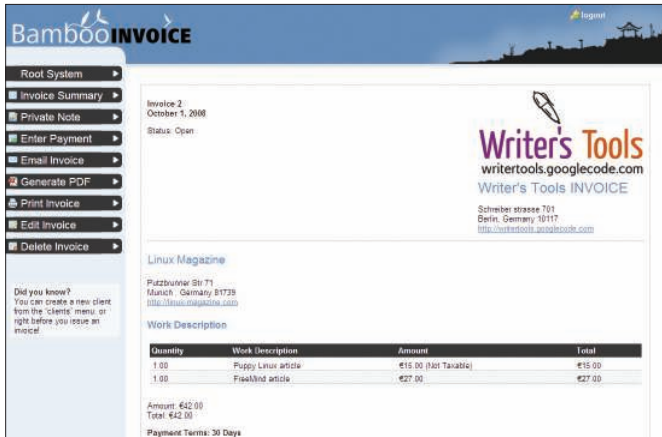 BambooINVOICE
logout
Root System
Invoice Summary
Private Note
Enter Payment
Email Invoice
Generate PDF
Print Invoice
Edit Invoice
Delete Invoice
Did you know?
You can create a new client
from the 'clients' menu, or
right before you issue an
invoice!
Invoice 2
October 1, 2008
Status: Open
Writer's Tools
writertools.googlecode.com
Writer's Tools INVOICE
Schreiber strasse 701
Berlin, Germany 10117
http://writertools.googlecode.com
Linux Magazine
Putzbrunner Str 71
Munich , Germany 81739
http://linux-magazine.com
Work Description
Quantity Work Description Amount Total
1.00 Puppy Linux article €15.00 (Not Taxable) €15.00
1.00 FreeMind article €27.00 €27.00
Amount: €42.00
Total: €42.00
Payment Terms: 30 Days